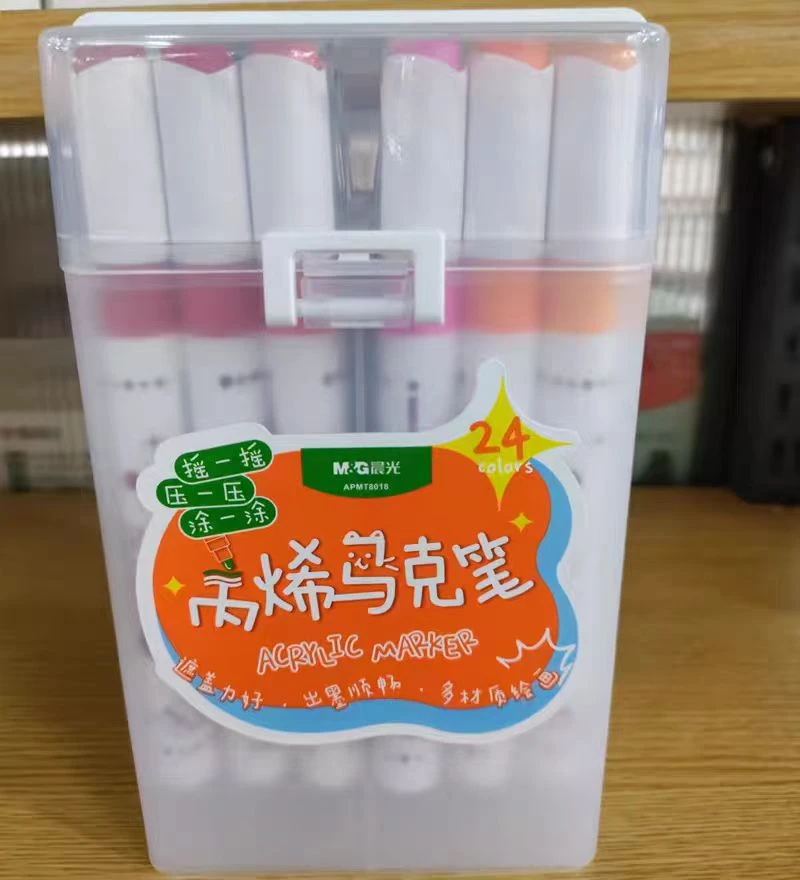 24
colors
摇一摇
压一压
涂一涂
M&G晨光
APMT8018
丙烯马克笔
ACRYLIC MARKER
遮盖力好 · 出墨顺畅 · 多材质绘画